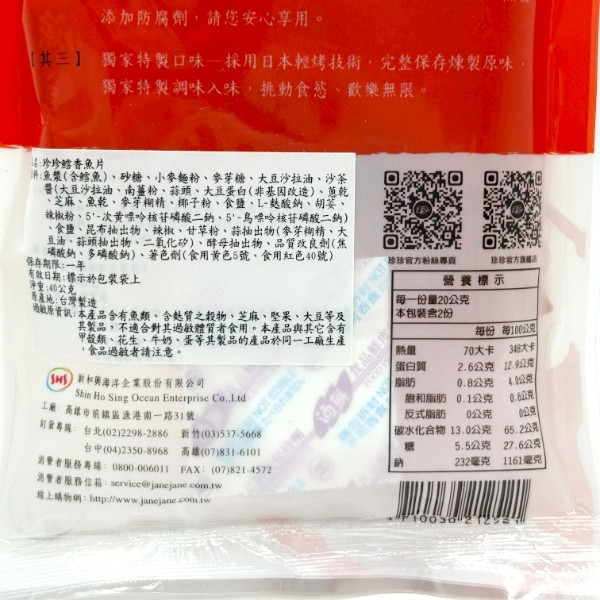 添加防腐劑，請您安心享用。
【其三】 獨家特製口味—採用日本輕烤技術，完整保存煉製原味，
獨家特製調味入味，挑動食慾、歡樂無限。
名:珍珍鱈香魚片
料:魚漿(含鱈魚)、砂糖、小麥麵粉、麥芽糖、大豆沙拉油、沙茶
醬(大豆沙拉油、南薑粉、蒜頭、大豆蛋白(非基因改造)、蔥乾
、芝麻、魚乾、麥芽糊精、椰子粉、食鹽、L-麩酸鈉、胡荽、
辣椒粉、5'-次黃嘌呤核苷磷酸二鈉、5'-鳥嘌呤核苷磷酸二鈉)
、食鹽、昆布抽出物、辣椒、甘草粉、蒜抽出物(麥芽糊精、大
豆油、蒜頭抽出物、二氧化矽)、酵母抽出物、品質改良劑(焦
磷酸鈉、多磷酸鈉)、著色劑(食用黃色5號、食用紅色40號)
保存期限:一年
有效日期:標示於包裝袋上
淨重:40公克
原產地:台灣製造
過敏原資訊:本產品含有魚類、含麩質之穀物、芝麻、堅果、大豆等及
其製品，不適合對其過敏體質者食用。本產品與其它含有
甲殼類、花生、牛奶、蛋等其製品的產品於同一工廠生產
，食品過敏者請注意。
珍珍官方粉絲專頁 珍珍官方旗艦店
營養標示
每一份量20公克
本包裝含2份
每份 每100公克
熱量 70大卡 348大卡
蛋白質 2.6公克 12.9公克
脂肪 0.8公克 4.0公克
飽和脂肪 0.1公克 0.6公克
反式脂肪 0公克 0公克
碳水化合物 13.0公克 65.2公克
糖 5.5公克 27.6公克
鈉 232毫克 1161毫克
SHS 新和興海洋企業股份有限公司
Shin Ho Sing Ocean Enterprise Co.,Ltd
工廠：高雄市前鎮區漁港南一路31號
訂貨專線：台北(02)2298-2886 新竹(03)537-5668
台中(04)2350-8968 高雄(07)831-6101
消費者服務專線：0800-006011 FAX：(07)821-4572
消費者服務信箱：service@janejane.com.tw
線上購物網：http://www.janejane.com.tw